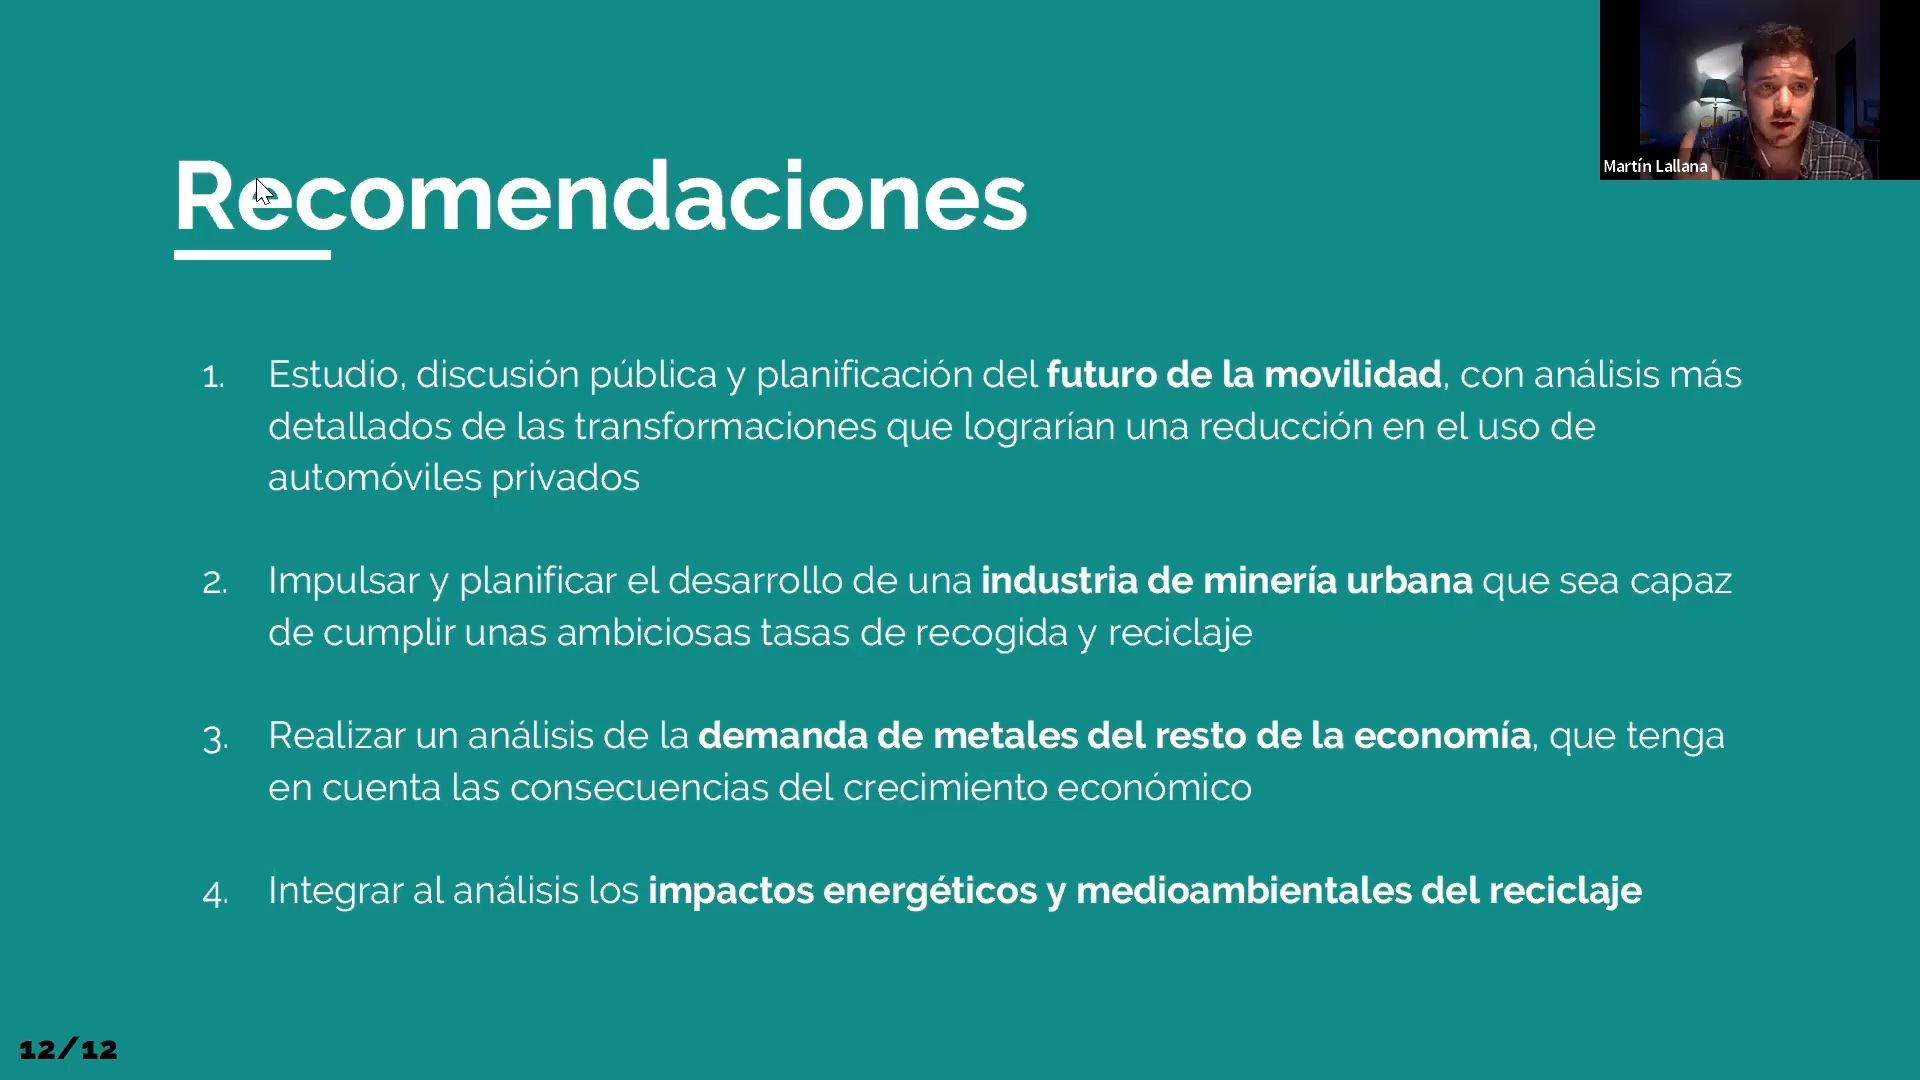 Martín Lallana
Recomendaciones
1. Estudio, discusión pública y planificación del futuro de la movilidad, con análisis más
detallados de las transformaciones que lograrían una reducción en el uso de
automóviles privados
2. Impulsar y planificar el desarrollo de una industria de minería urbana que sea capaz
de cumplir unas ambiciosas tasas de recogida y reciclaje
3. Realizar un análisis de la demanda de metales del resto de la economía, que tenga
en cuenta las consecuencias del crecimiento económico
4. Integrar al análisis los impactos energéticos y medioambientales del reciclaje
12/12